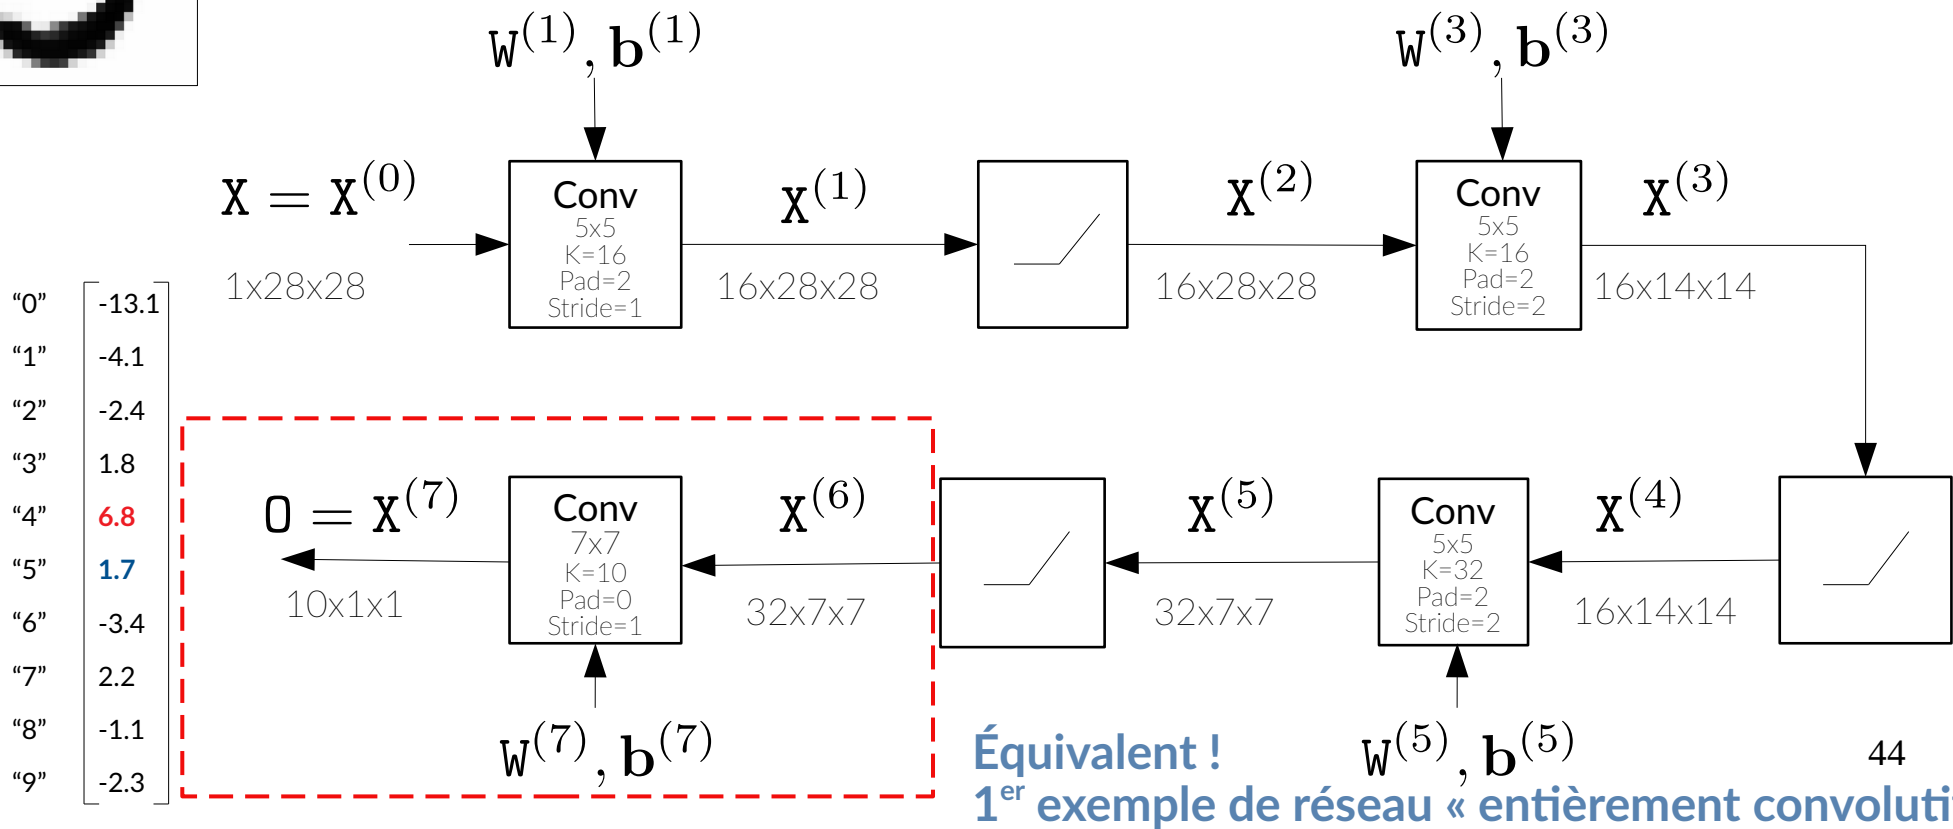 W^(1), b^(1)
W^(3), b^(3)
X = X^(0)
1x28x28
Conv
5x5
K=16
Pad=2
Stride=1
X^(1)
16x28x28
X^(2)
16x28x28
Conv
5x5
K=16
Pad=2
Stride=2
X^(3)
16x14x14
“0” -13.1
“1” -4.1
“2” -2.4
“3” 1.8
“4” 6.8
“5” 1.7
“6” -3.4
“7” 2.2
“8” -1.1
“9” -2.3
O = X^(7)
10x1x1
Conv
7x7
K=10
Pad=0
Stride=1
X^(6)
32x7x7
X^(5)
32x7x7
Conv
5x5
K=32
Pad=2
Stride=2
X^(4)
16x14x14
W^(7), b^(7)
W^(5), b^(5)
Équivalent !
1er exemple de réseau « entièrement convoluti
44